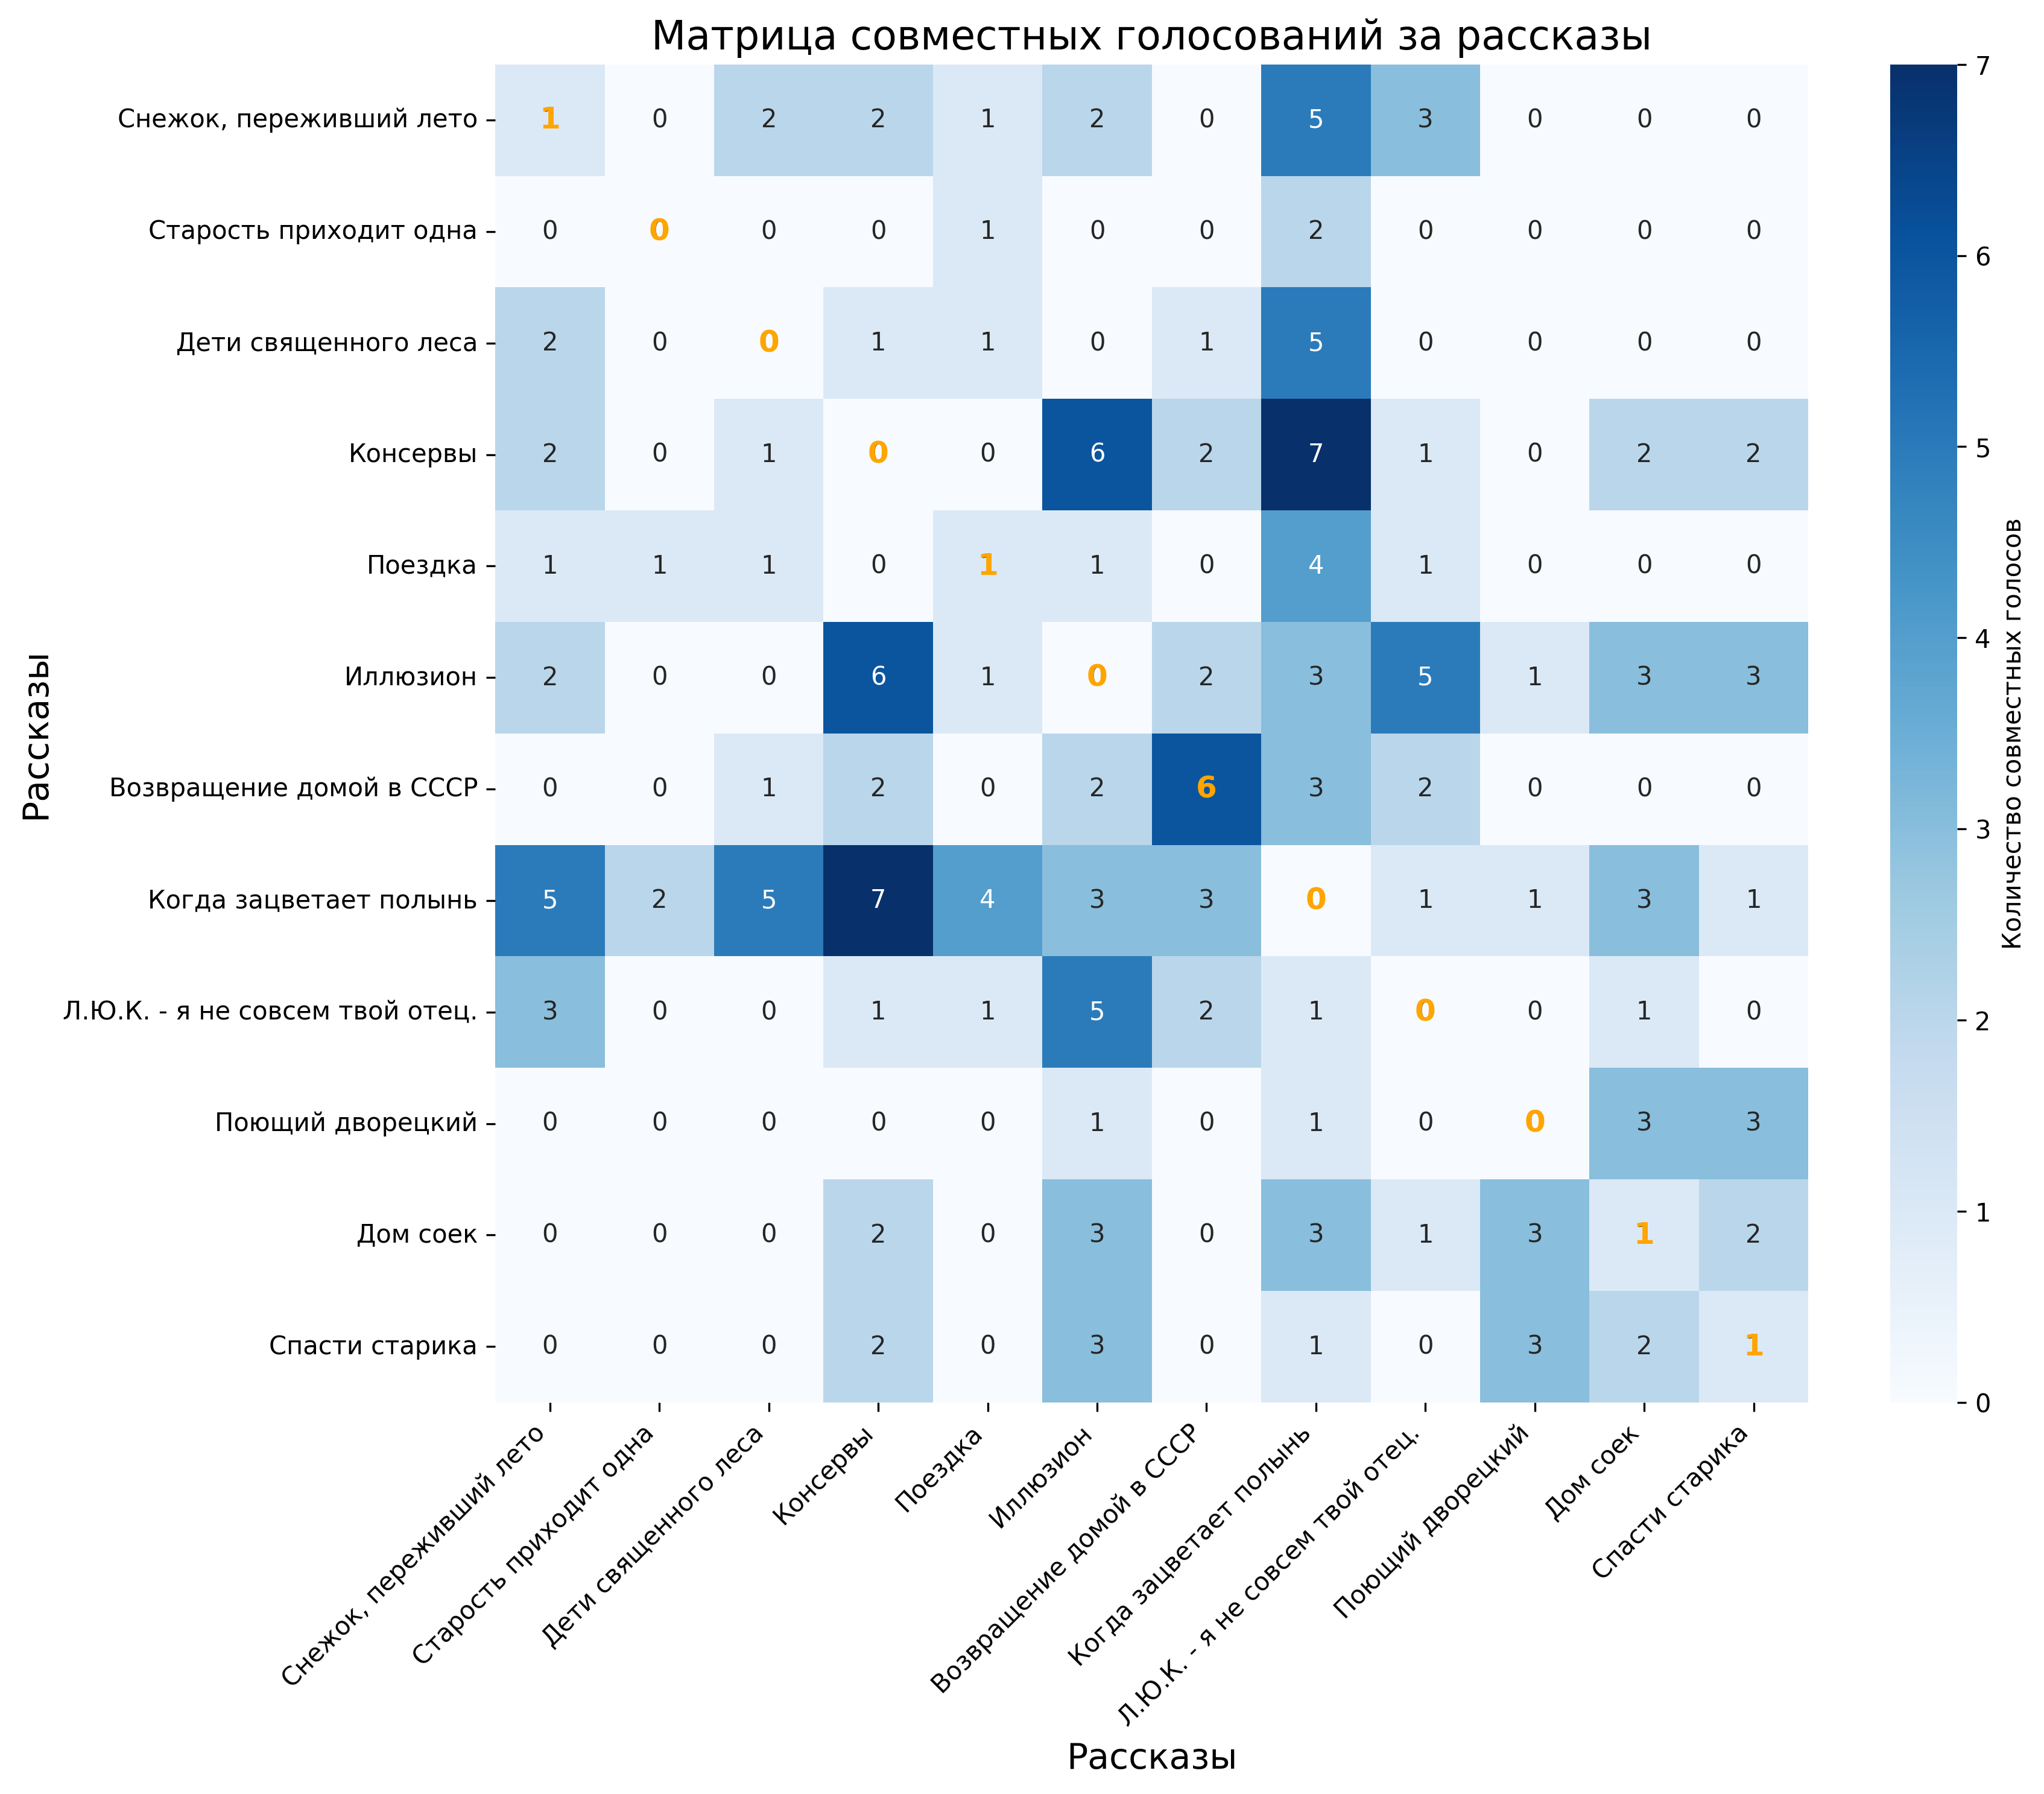 Матрица совместных голосований за рассказы
Снежок, переживший лето 1 0 2 2 1 2 0 5 3 0 0 0
Старость приходит одна 0 0 0 0 1 0 0 2 0 0 0 0
Дети священного леса 2 0 0 1 1 0 1 5 0 0 0 0
Консервы 2 0 1 0 0 6 2 7 1 0 2 2
Поездка 1 1 1 0 1 1 0 4 1 0 0 0
Иллюзион 2 0 0 6 1 0 2 3 5 1 3 3
Возвращение домой в СССР 0 0 1 2 0 2 6 3 2 0 0 0
Когда зацветает полынь 5 2 5 7 4 3 3 0 1 1 3 1
Л.Ю.К. - я не совсем твой отец. 3 0 0 1 1 5 2 1 0 0 1 0
Поющий дворецкий 0 0 0 0 0 1 0 1 0 0 3 3
Дом соек 0 0 0 2 0 3 0 3 1 3 1 2
Спасти старика 0 0 0 2 0 3 0 1 0 3 2 1
Рассказы
Снежок, переживший лето
Старость приходит одна
Дети священного леса
Консервы
Поездка
Иллюзион
Возвращение домой в СССР
Когда зацветает полынь
Л.Ю.К. - я не совсем твой отец.
Поющий дворецкий
Дом соек
Спасти старика
Рассказы
7
6
5
4
3
2
1
0
Количество совместных голосов